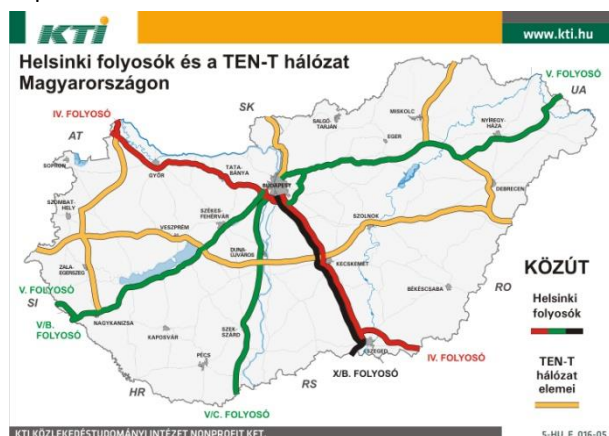 KTI
www.kti.hu
Helsinki folyosók és a TEN-T hálózat
Magyarországon
V. FOLYOSÓ
UA
IV. FOLYOSÓ
SK
AT
MISKOLC
SALGÓ-
TARJÁN
NYÍREGY-
HÁZA
EGER
SOPRON
GYŐR
TATA-
BÁNYA
BUDAPEST
DEBRECEN
SZOMBAT-
HELY
SZÉKES-
FEHÉRVÁR
VESZPRÉM
SZOLNOK
DUNA-
ÚJVÁROS
ZALA-
EGERSZEG
KECSKEMÉT
KÖZÚT
V. FOLYOSÓ
SI
BÉKÉSCSABA
RO
Helsinki
folyosók
V/B.
FOLYOSÓ
NAGYKANIZSA
KAPOSVÁR
SZEK-
SZÁRD
PÉCS
SZEGED
IV. FOLYOSÓ
TEN-T
hálózat
elemei
X/B. FOLYOSÓ
HR
RS
V/C. FOLYOSÓ
KTI KÖZLEKEDÉSTUDOMÁNYI INTÉZET NONPROFIT KFT.
5-HU_E_016-05